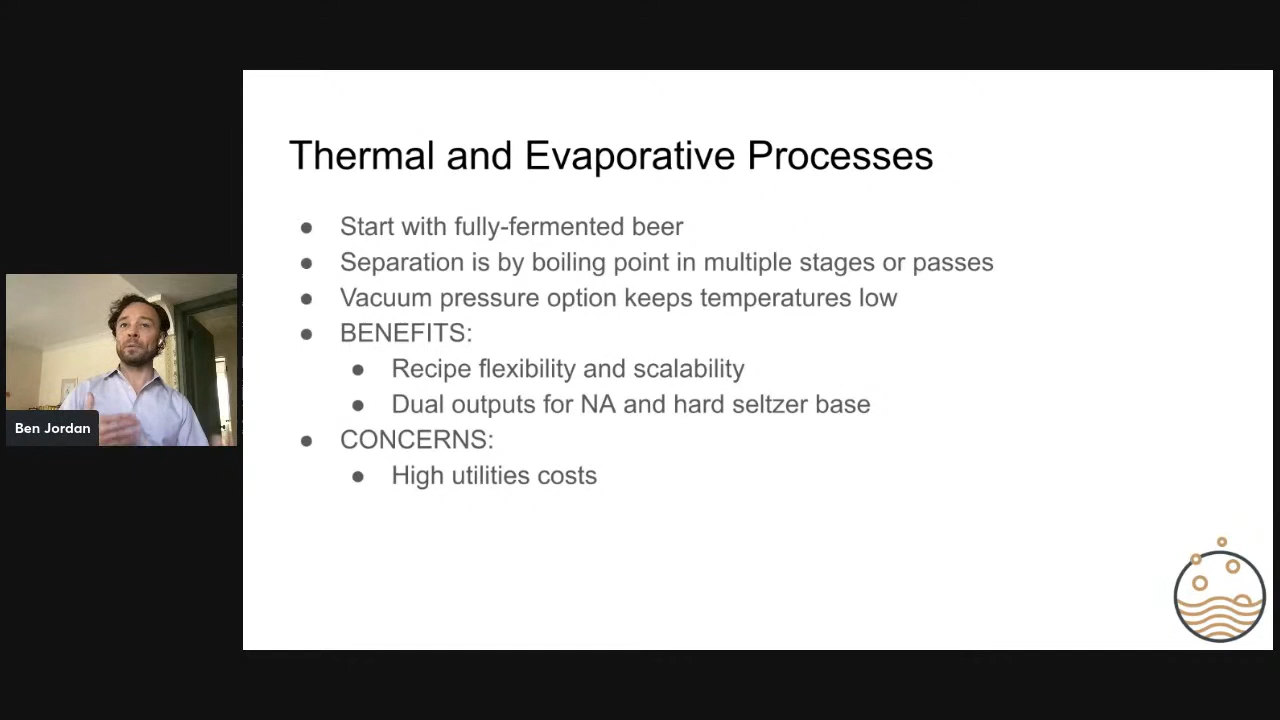 Thermal and Evaporative Processes
● Start with fully-fermented beer
● Separation is by boiling point in multiple stages or passes
● Vacuum pressure option keeps temperatures low
● BENEFITS:
● Recipe flexibility and scalability
● Dual outputs for NA and hard seltzer base
● CONCERNS:
● High utilities costs
Ben Jordan